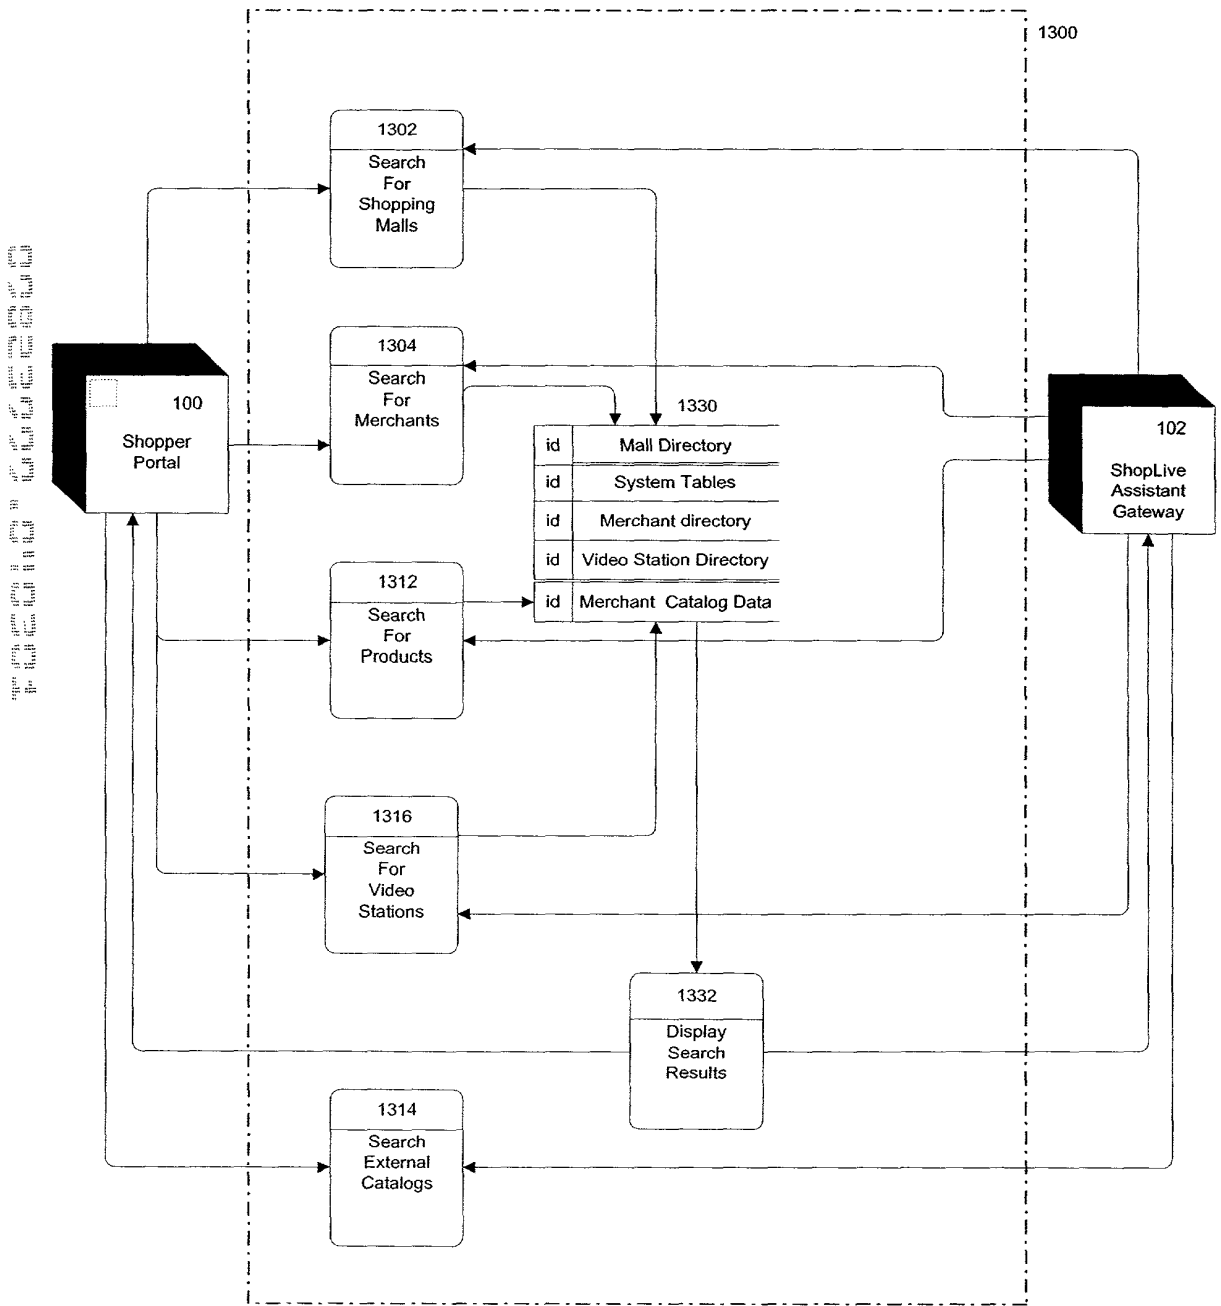 1300
1302
Search
For
Shopping
Malls
1304
Search
For
Merchants
100
Shopper
Portal
1330
id Mall Directory
id System Tables
id Merchant directory
id Video Station Directory
id Merchant Catalog Data
102
ShopLive
Assistant
Gateway
1312
Search
For
Products
1316
Search
For
Video
Stations
1332
Display
Search
Results
1314
Search
External
Catalogs